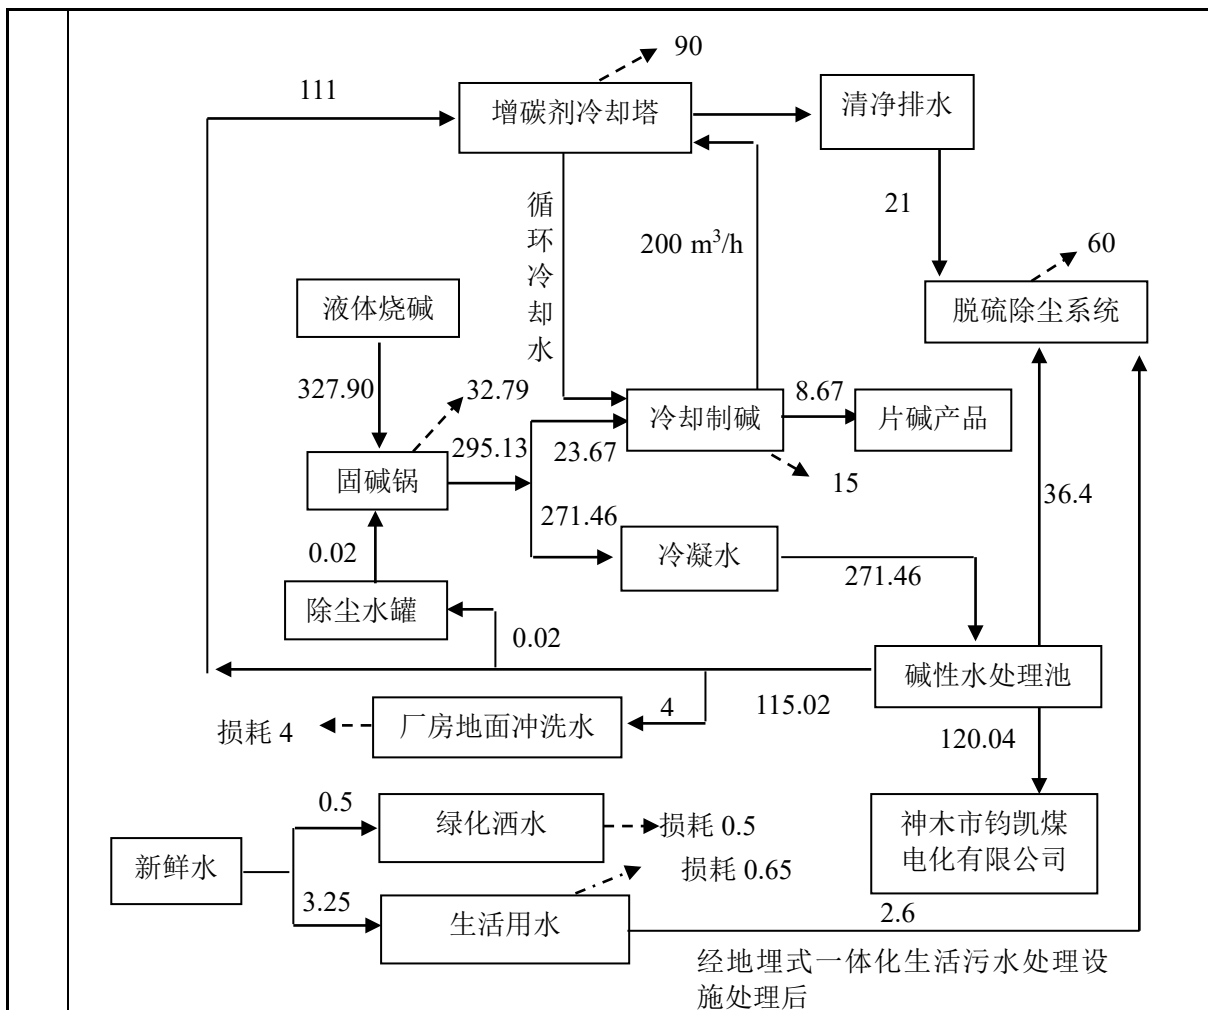 90
111
增碳剂冷却塔
清净排水
循环冷却水
200 m³/h
21
60
液体烧碱
脱硫除尘系统
327.90
32.79
8.67
冷却制碱
片碱产品
295.13
23.67
固碱锅
15
36.4
271.46
冷凝水
0.02
271.46
除尘水罐
0.02
碱性水处理池
4
115.02
损耗 4
厂房地面冲洗水
120.04
0.5
绿化洒水
损耗 0.5
神木市钧凯煤
电化有限公司
新鲜水
损耗 0.65
3.25
生活用水
2.6
经地埋式一体化生活污水处理设
施处理后